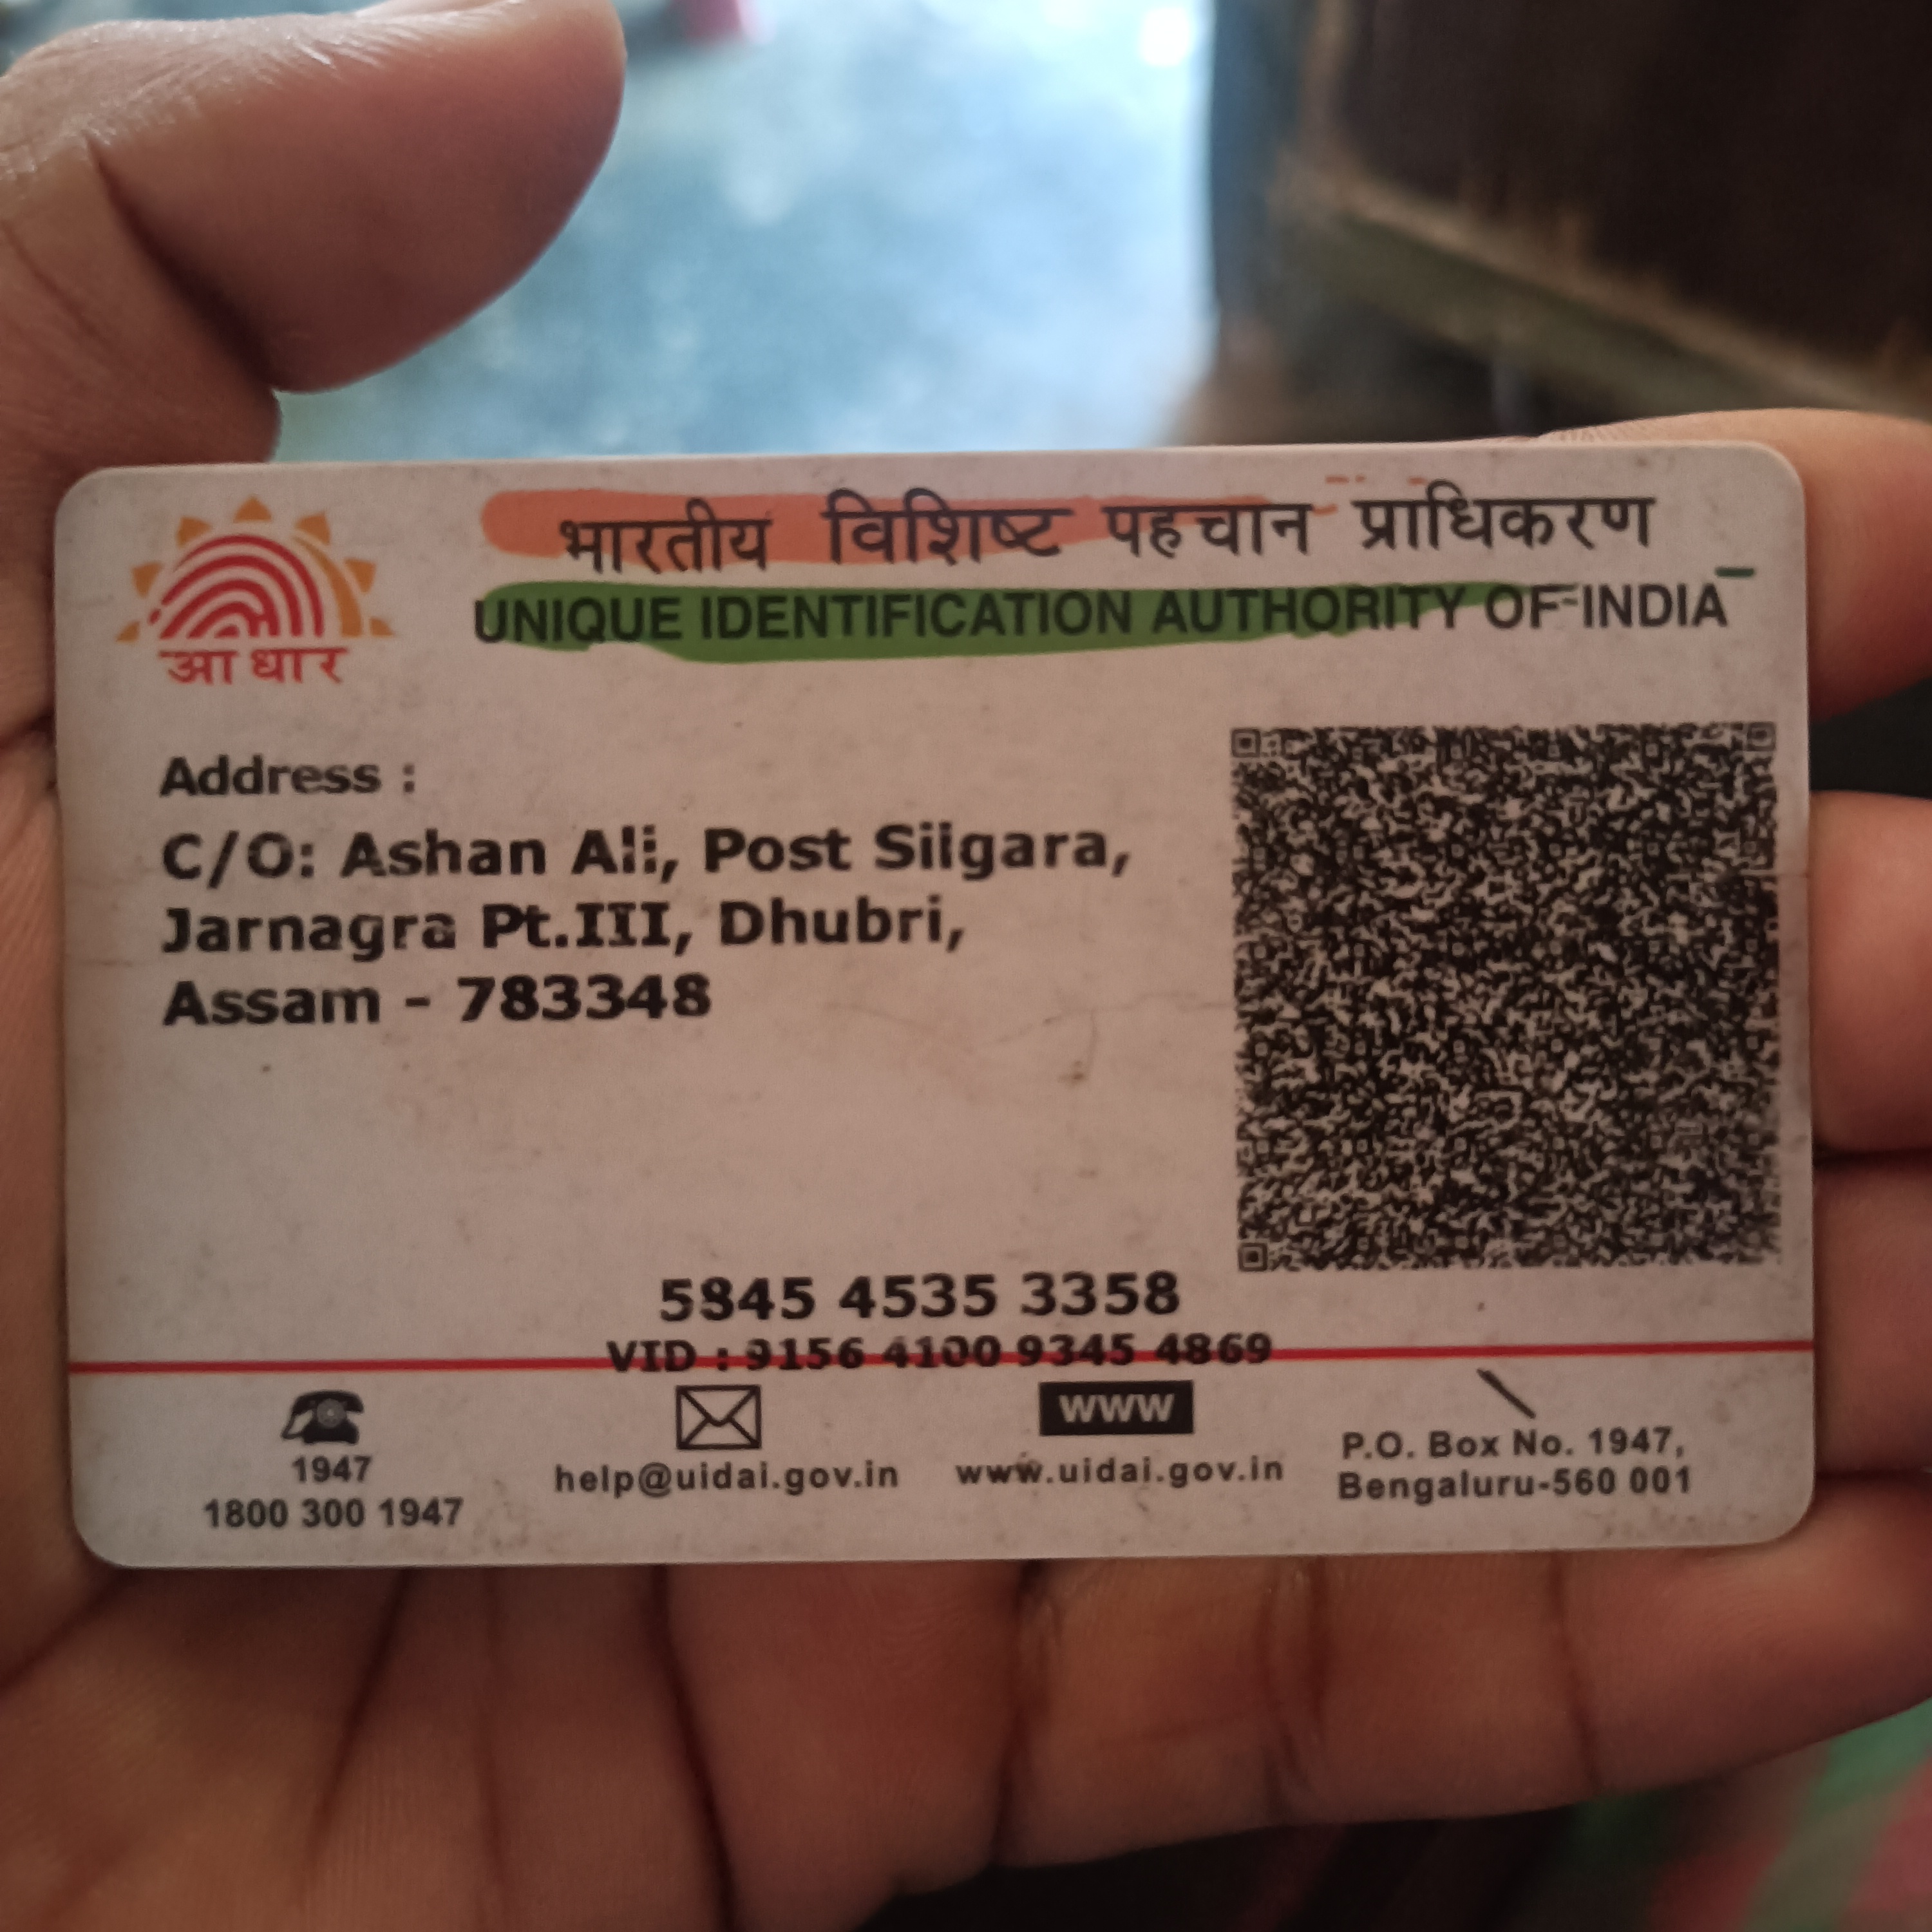 भारतीय विशिष्ट पहचान प्राधिकरण
UNIQUE IDENTIFICATION AUTHORITY OF INDIA
आधार
Address :
C/O: Ashan Ali, Post Silgara,
Jarnagra Pt.III, Dhubri,
Assam - 783348
5845 4535 3358
VID : 9156 4100 9345 4869
1947
1800 300 1947
help@uidai.gov.in
WWW
www.uidai.gov.in
P.O. Box No. 1947,
Bengaluru-560 001